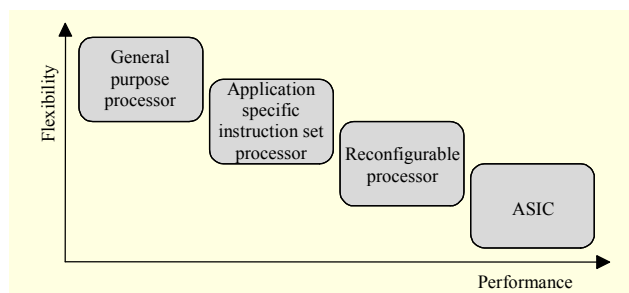 Flexibility
General
purpose
processor
Application
specific
instruction set
processor
Reconfigurable
processor
ASIC
Performance